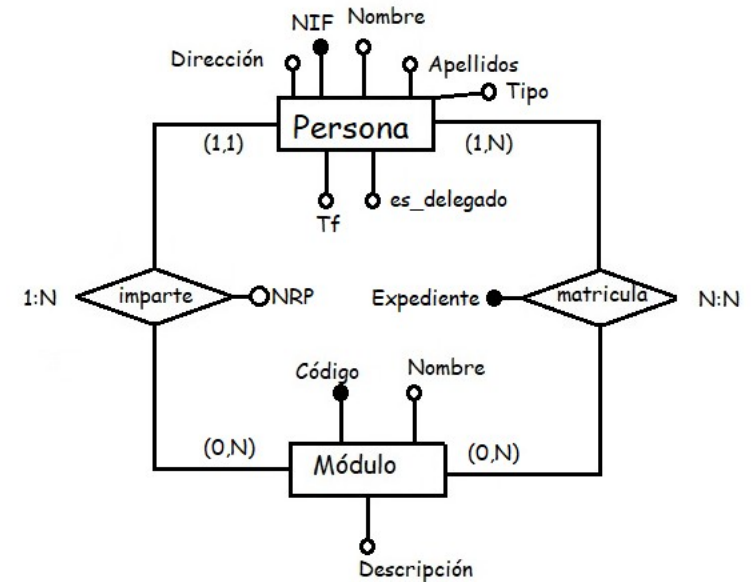 NIF
Nombre
Dirección
Apellidos
Tipo
Persona
(1,1)
(1,N)
Tf
es_delegado
1:N
imparte
NRP
Expediente
matricula
N:N
Código
Nombre
(0,N)
(0,N)
Módulo
Descripción